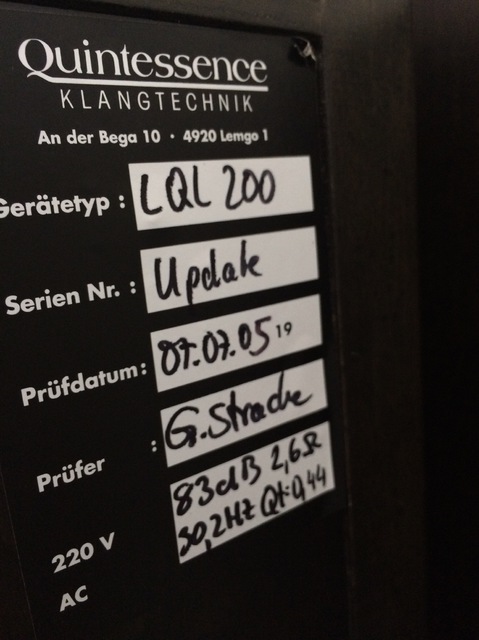 Quintessence
KLANGTECHNIK
An der Bega 10 · 4920 Lemgo 1
Gerätetyp : LQL 200
Serien Nr. : Update
Prüfdatum: 07.07.05 19
Prüfer : G. Strache
83dB 2,6Ω
30,2Hz Qt:0,44
220 V
AC